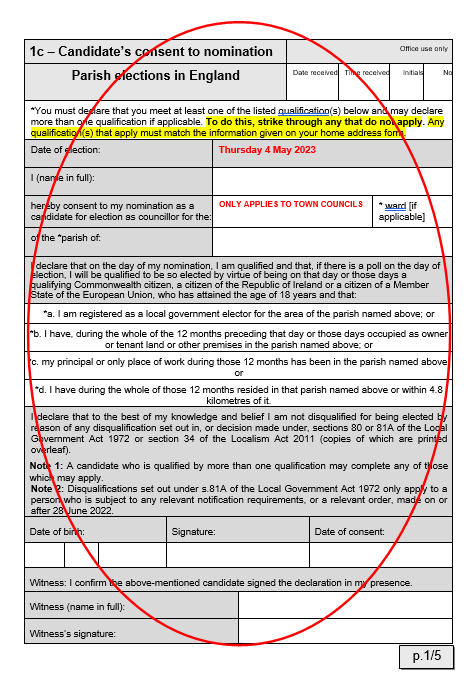 1c – Candidate's consent to nomination
Office use only
Parish elections in England
Date received
Time received
Initials
No
*You must declare that you meet at least one of the listed qualification(s) below and may declare
more than one qualification if applicable. To do this, strike through any that do not apply. Any
qualification(s) that apply must match the information given on your home address form.
Date of election:
Thursday 4 May 2023
I (name in full):
hereby consent to my nomination as a
candidate for election as councillor for the:
ONLY APPLIES TO TOWN COUNCILS
* ward [if
applicable]
of the *parish of:
I declare that on the day of my nomination, I am qualified and that, if there is a poll on the day of
election, I will be qualified to be so elected by virtue of being on that day or those days a
qualifying Commonwealth citizen, a citizen of the Republic of Ireland or a citizen of a Member
State of the European Union, who has attained the age of 18 years and that:
*a. I am registered as a local government elector for the area of the parish named above; or
*b. I have, during the whole of the 12 months preceding that day or those days occupied as owner
or tenant land or other premises in the parish named above; or
*c. my principal or only place of work during those 12 months has been in the parish named above
or
*d. I have during the whole of those 12 months resided in that parish named above or within 4.8
kilometres of it.
I declare that to the best of my knowledge and belief I am not disqualified for being elected by
reason of any disqualification set out in, or decision made under, sections 80 or 81A of the Local
Government Act 1972 or section 34 of the Localism Act 2011 (copies of which are printed
overleaf).
Note 1: A candidate who is qualified by more than one qualification may complete any of those
which may apply.
Note 2: Disqualifications set out under s.81A of the Local Government Act 1972 only apply to a
person who is subject to any relevant notification requirements, or a relevant order, made on or
after 28 June 2022.
Date of birth:
Signature:
Date of consent:
Witness: I confirm the above-mentioned candidate signed the declaration in my presence.
Witness (name in full):
Witness's signature:
p.1/5